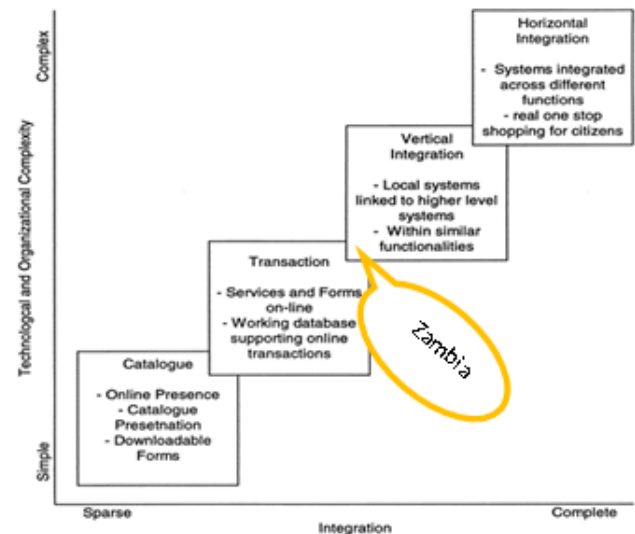 Technologcal and Organizational Complexity
Complex
Simple
Horizontal
Integration
- Systems integrated
across different
functions
- real one stop
shopping for citizens
Vertical
Integration
- Local systems
linked to higher level
systems
- Within similar
functionalities
Transaction
- Services and Forms
on-line
- Working database
supporting online
transactions
Zambia
Catalogue
- Online Presence
- Catalogue
Presetnation
- Downloadable
Forms
Sparse
Complete
Integration